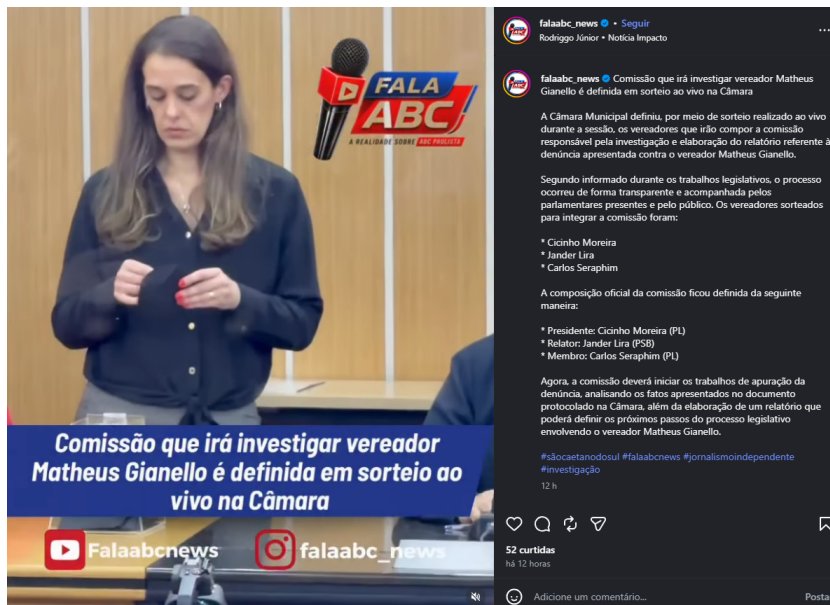 FALA
ABC
A REALIDADE SOBRE ABC PAULISTA
Comissão que irá investigar vereador
Matheus Gianello é definida em sorteio ao
vivo na Câmara
Falaabcnews
falaabc_news
falaabc_news • Seguir
Rodriggo Júnior • Notícia Impacto
falaabc_news Comissão que irá investigar vereador Matheus
Gianello é definida em sorteio ao vivo na Câmara
A Câmara Municipal definiu, por meio de sorteio realizado ao vivo
durante a sessão, os vereadores que irão compor a comissão
responsável pela investigação e elaboração do relatório referente à
denúncia apresentada contra o vereador Matheus Gianello.
Segundo informado durante os trabalhos legislativos, o processo
ocorreu de forma transparente e acompanhada pelos
parlamentares presentes e pelo público. Os vereadores sorteados
para integrar a comissão foram:
* Cicinho Moreira
* Jander Lira
* Carlos Seraphim
A composição oficial da comissão ficou definida da seguinte
maneira:
* Presidente: Cicinho Moreira (PL)
* Relator: Jander Lira (PSB)
* Membro: Carlos Seraphim (PL)
Agora, a comissão deverá iniciar os trabalhos de apuração da
denúncia, analisando os fatos apresentados no documento
protocolado na Câmara, além da elaboração de um relatório que
poderá definir os próximos passos do processo legislativo
envolvendo o vereador Matheus Gianello.
#sãocaetanodosul #falaabcnews #jornalismoindependente
#investigação
12 h
52 curtidas
há 12 horas
Adicione um comentário...
Posta